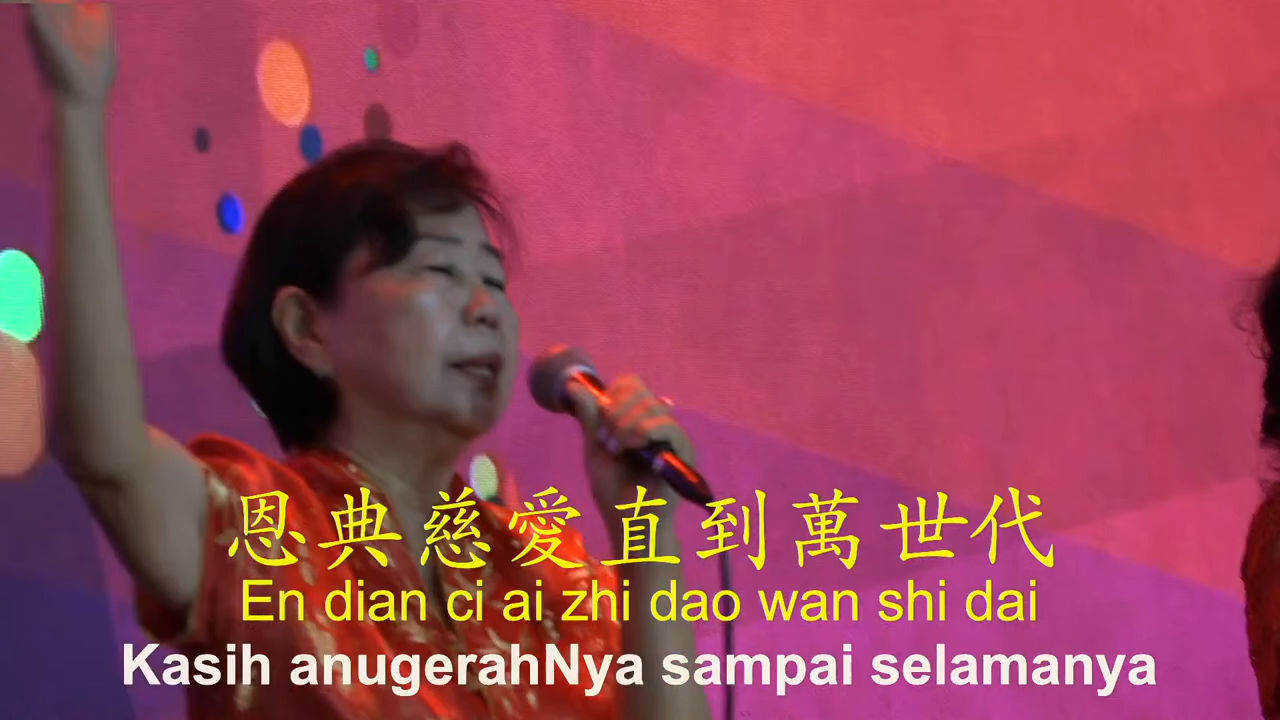 恩典慈愛直到萬世代
En dian ci ai zhi dao wan shi dai
Kasih anugerahNya sampai selamanya